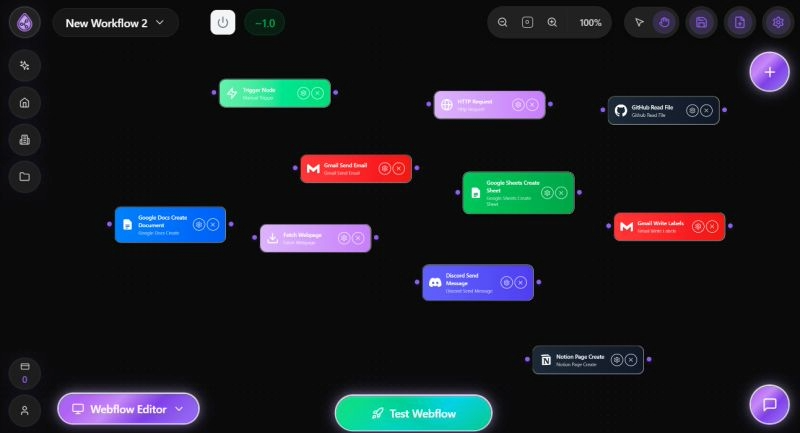 New Workflow 2
~1.0
100%
Trigger Node
Manual Trigger
HTTP Request
Http Request
GitHub Read File
Github Read File
Gmail Send Email
Gmail Send Email
Google Sheets Create
Sheet
Google Sheets Create
Sheet
Google Docs Create
Document
Google Docs Create
Fetch Webpage
Fetch Webpage
Gmail Write Labels
Gmail Write Labels
Discord Send
Message
Discord Send Message
Notion Page Create
Notion Page Create
0
Webflow Editor
Test Webflow